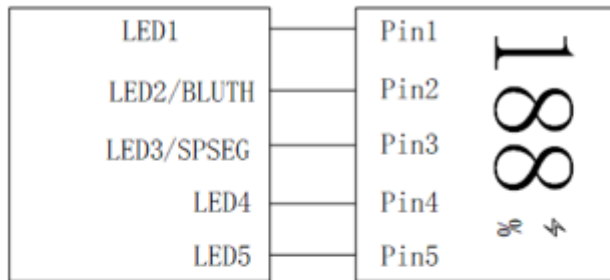 LED1 Pin1
LED2/BLUTH Pin2
LED3/SPSEG Pin3
LED4 Pin4
LED5 Pin5
188
%